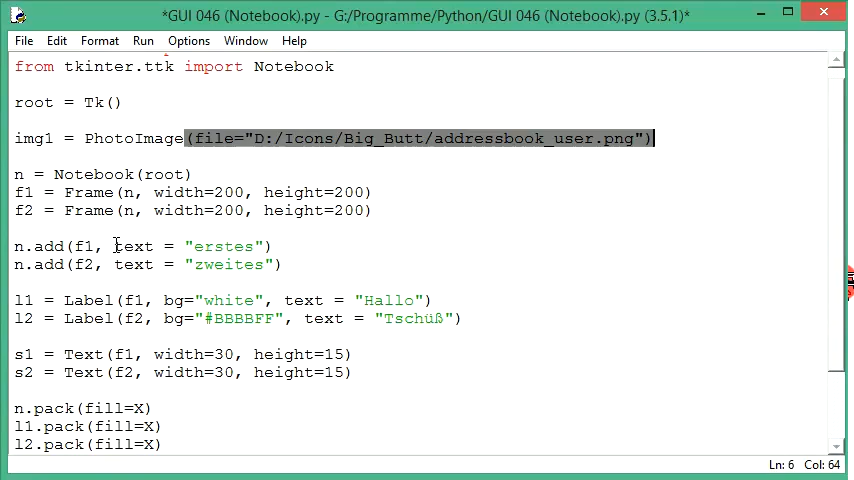 *GUI 046 (Notebook).py - G:/Programme/Python/GUI 046 (Notebook).py (3.5.1)*
File Edit Format Run Options Window Help
from tkinter.ttk import Notebook
root = Tk()
img1 = PhotoImage(file="D:/Icons/Big_Butt/addressbook_user.png")
n = Notebook(root)
f1 = Frame(n, width=200, height=200)
f2 = Frame(n, width=200, height=200)
n.add(f1, text = "erstes")
n.add(f2, text = "zweites")
l1 = Label(f1, bg="white", text = "Hallo")
l2 = Label(f2, bg="#BBBBFF", text = "Tschüß")
s1 = Text(f1, width=30, height=15)
s2 = Text(f2, width=30, height=15)
n.pack(fill=X)
l1.pack(fill=X)
l2.pack(fill=X)
Ln: 6 Col: 64